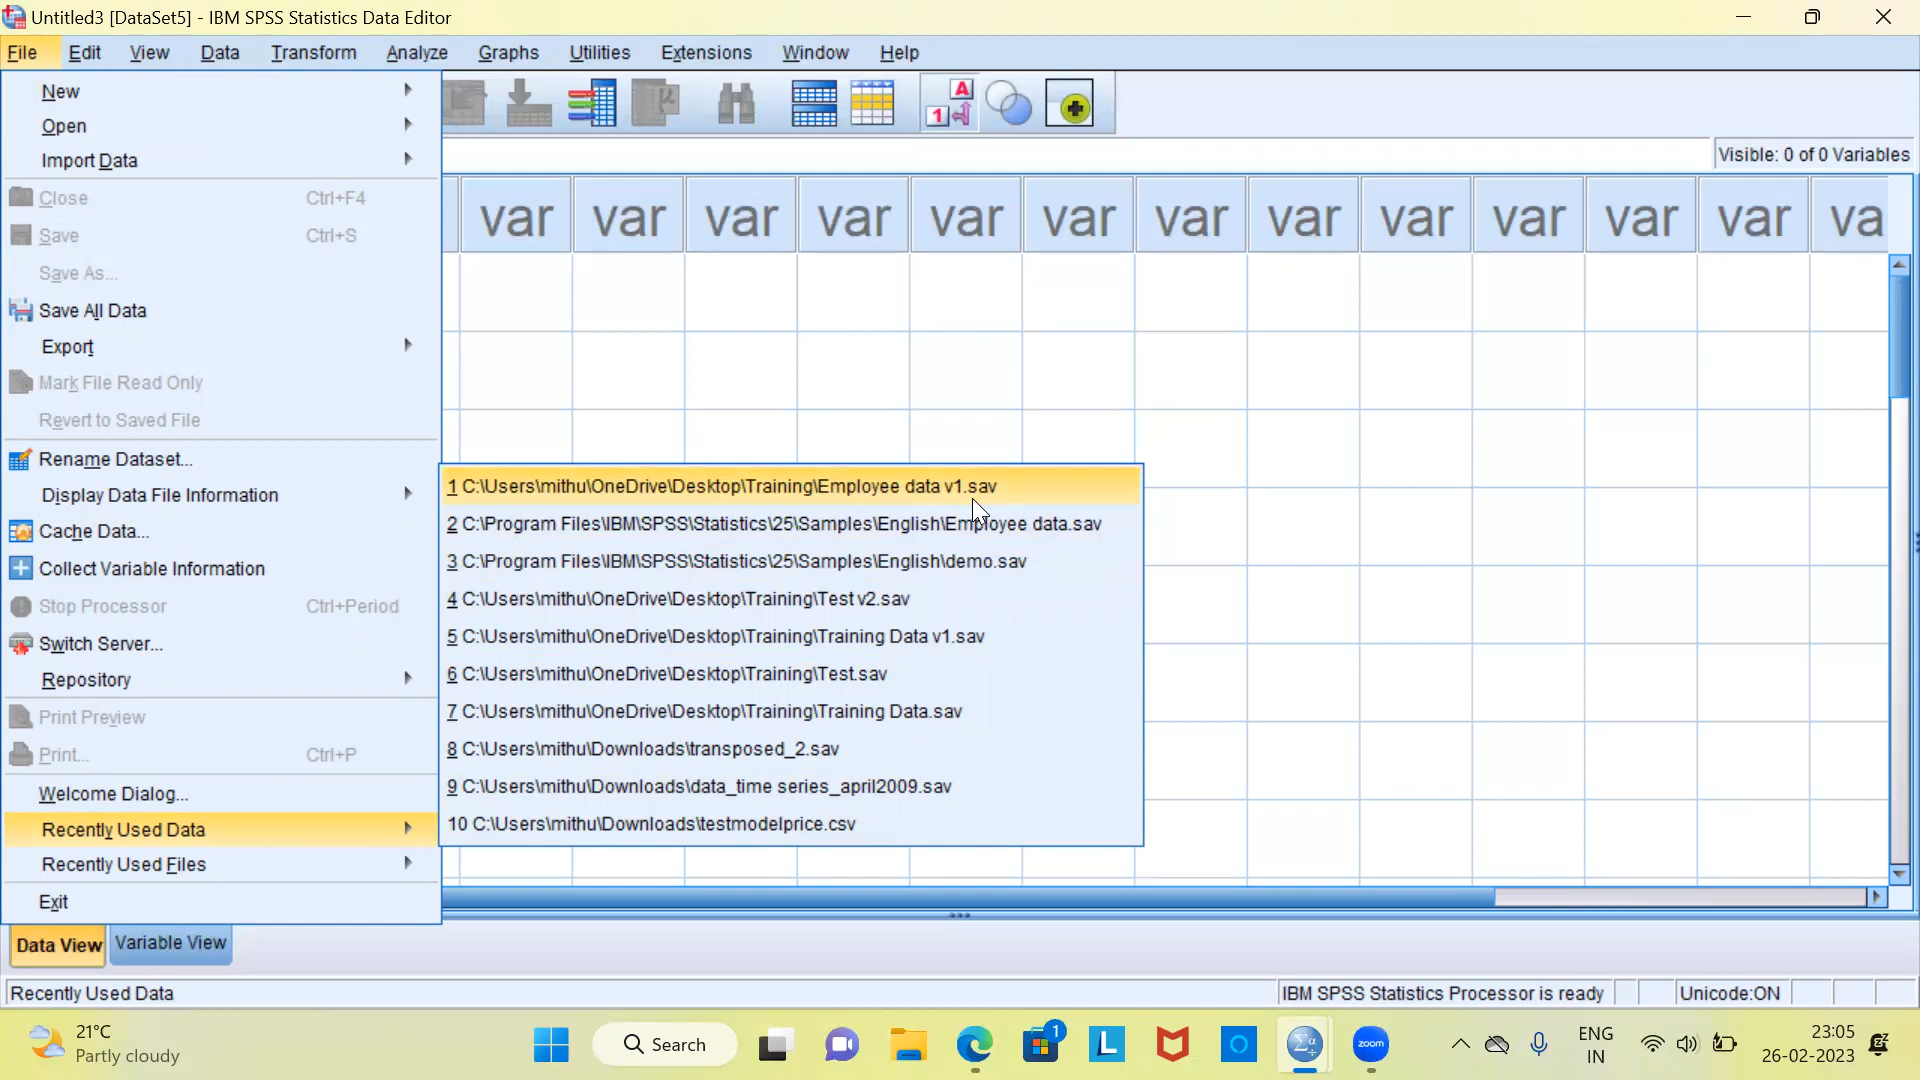 Untitled3 [DataSet5] - IBM SPSS Statistics Data Editor
File Edit View Data Transform Analyze Graphs Utilities Extensions Window Help
New
Open
Import Data
Close Ctrl+F4
Save Ctrl+S
Save As...
Save All Data
Export
Mark File Read Only
Revert to Saved File
Rename Dataset...
Display Data File Information
Cache Data...
Collect Variable Information
Stop Processor Ctrl+Period
Switch Server...
Repository
Print Preview
Print... Ctrl+P
Welcome Dialog...
Recently Used Data
Recently Used Files
Exit
A
1
Visible: 0 of 0 Variables
var var var var var var var var var var var var va
1 C:\Users\mithu\OneDrive\Desktop\Training\Employee data v1.sav
2 C:\Program Files\IBM\SPSS\Statistics\25\Samples\English\Employee data.sav
3 C:\Program Files\IBM\SPSS\Statistics\25\Samples\English\demo.sav
4 C:\Users\mithu\OneDrive\Desktop\Training\Test v2.sav
5 C:\Users\mithu\OneDrive\Desktop\Training\Training Data v1.sav
6 C:\Users\mithu\OneDrive\Desktop\Training\Test.sav
7 C:\Users\mithu\OneDrive\Desktop\Training\Training Data.sav
8 C:\Users\mithu\Downloads\transposed_2.sav
9 C:\Users\mithu\Downloads\data_time series_april2009.sav
10 C:\Users\mithu\Downloads\testmodelprice.csv
Data View Variable View
Recently Used Data IBM SPSS Statistics Processor is ready Unicode:ON
21°C
Partly cloudy
Search
1
L
Σα
zoom
ENG
IN
23:05
26-02-2023